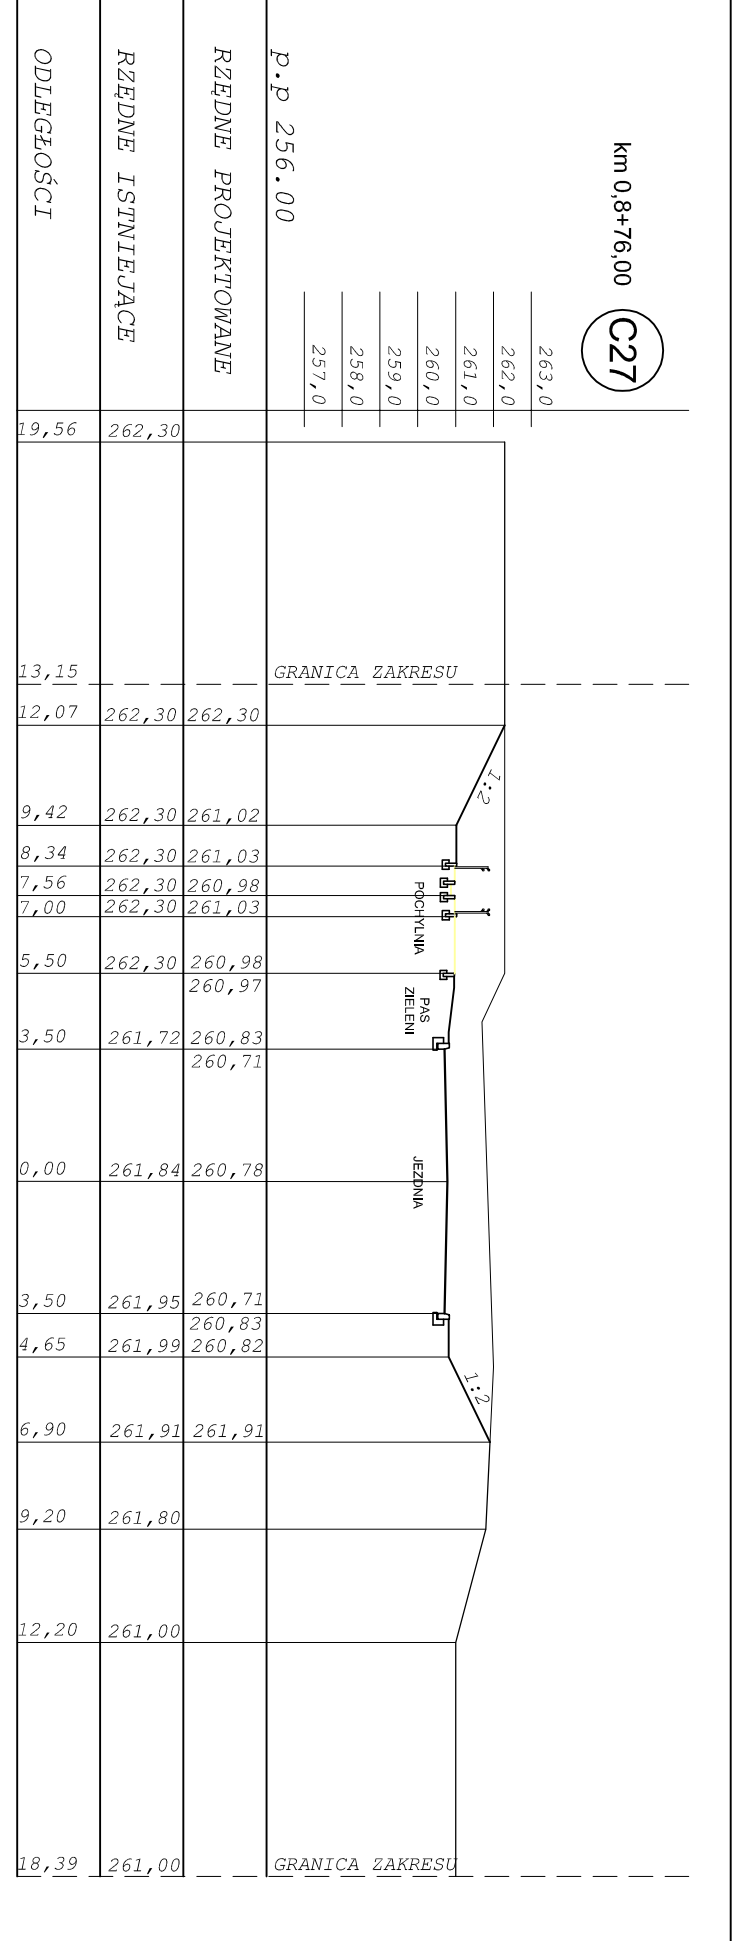 km 0,8+76,00
C27
263,0
262,0
261,0
260,0
259,0
258,0
257,0
p.p 256.00
RZĘDNE PROJEKTOWANE
RZĘDNE ISTNIEJĄCE
ODLEGŁOŚCI
19,56 262,30
13,15 GRANICA ZAKRESU
12,07 262,30 262,30
1:2
9,42 262,30 261,02
8,34 262,30 261,03
7,56 262,30 260,98
7,00 262,30 261,03
POCHYLNIA
5,50 262,30 260,98
260,97
PAS
ZIELENI
3,50 261,72 260,83
260,71
0,00 261,84 260,78
JEZDNIA
3,50 261,95 260,71
260,83
4,65 261,99 260,82
1:2
6,90 261,91 261,91
9,20 261,80
12,20 261,00
18,39 261,00 GRANICA ZAKRESU